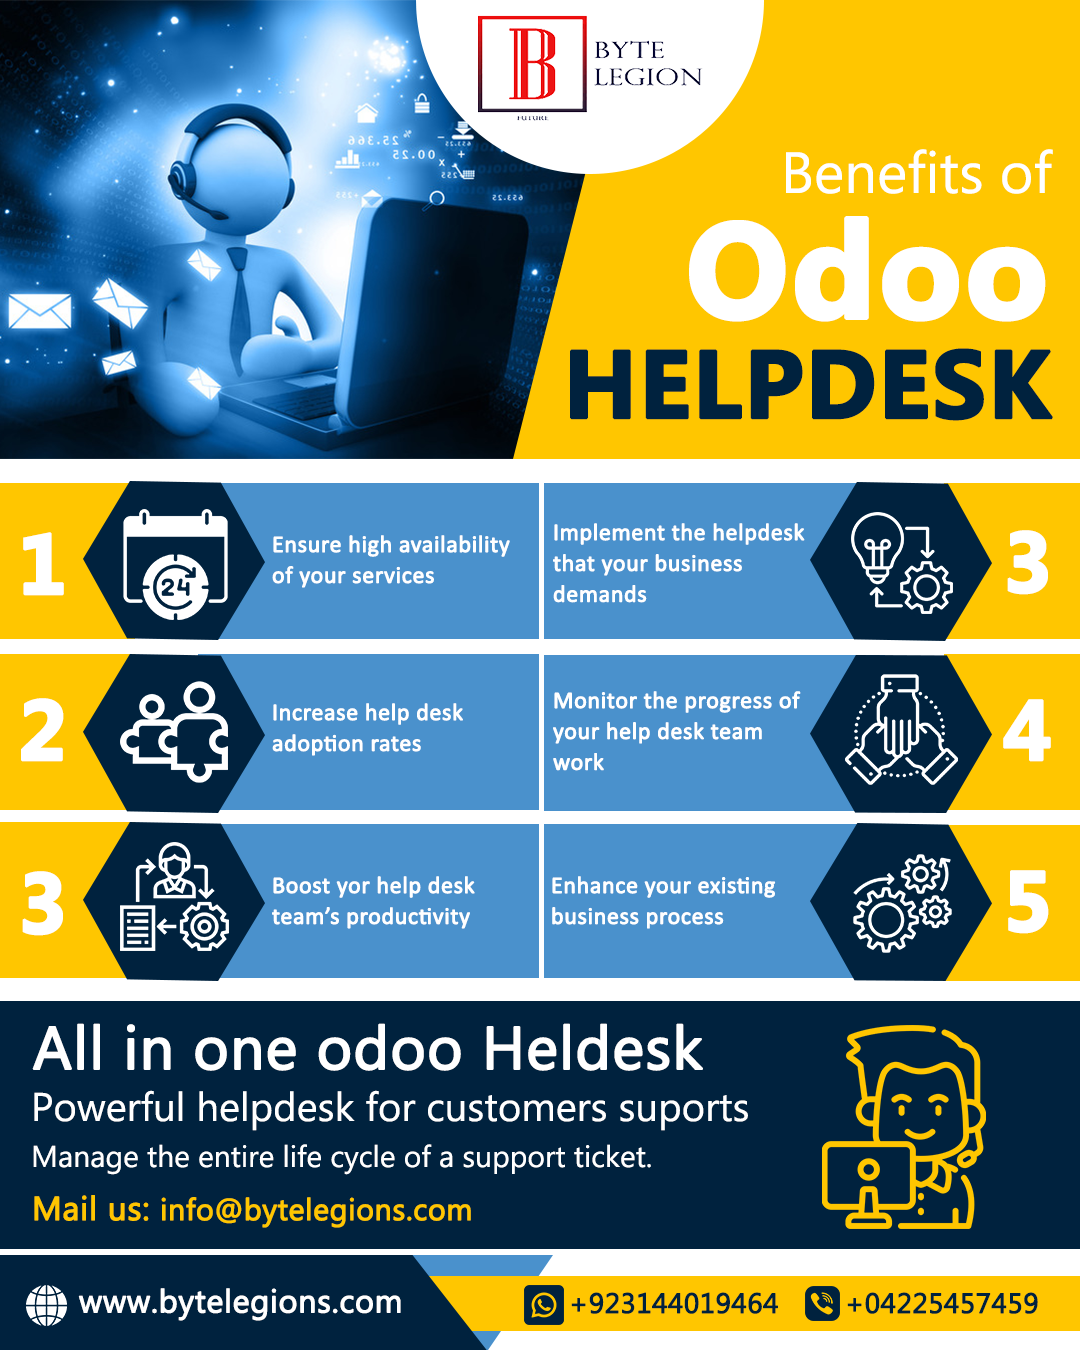 BYTE
LEGION
FUTURE
Benefits of
Odoo
HELPDESK
1
Ensure high availability
of your services
2
Increase help desk
adoption rates
3
Boost yor help desk
team's productivity
Implement the helpdesk
that your business
demands
3
Monitor the progress of
your help desk team
work
4
Enhance your existing
business process
5
24
All in one odoo Heldesk
Powerful helpdesk for customers suports
Manage the entire life cycle of a support ticket.
Mail us: info@bytelegions.com
www.bytelegions.com
+923144019464
+04225457459